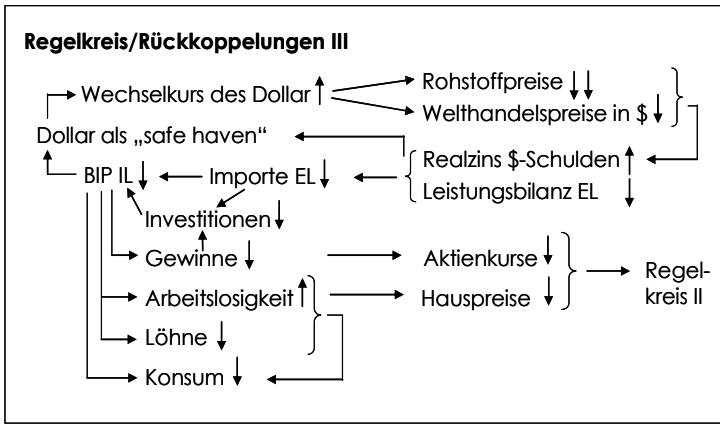 Regelkreis/Rückkoppelungen III
Wechselkurs des Dollar
Rohstoffpreise
Welthandelspreise in $
Dollar als „safe haven“
Realzins $-Schulden
BIP IL
Importe EL
Leistungsbilanz EL
Investitionen
Gewinne
Aktienkurse
Regel-
kreis II
Arbeitslosigkeit
Hauspreise
Löhne
Konsum